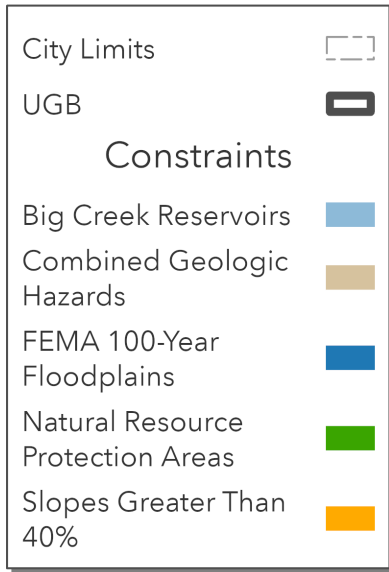 City Limits
UGB
Constraints
Big Creek Reservoirs
Combined Geologic
Hazards
FEMA 100-Year
Floodplains
Natural Resource
Protection Areas
Slopes Greater Than
40%